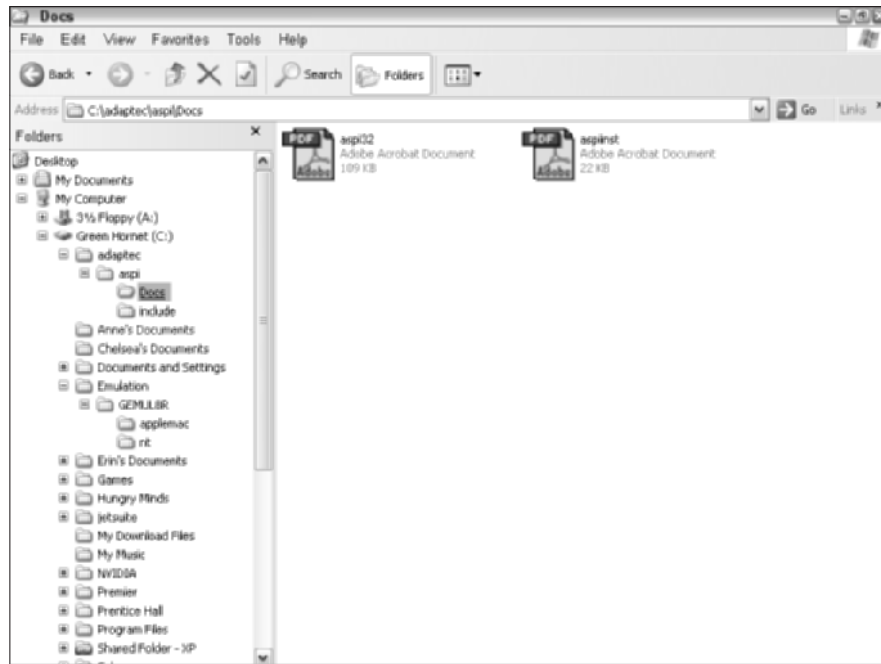 Docs
File Edit View Favorites Tools Help
Back Search Folders
Address C:\adaptec\aspi\Docs Go Links
Folders
Desktop
My Documents
My Computer
3½ Floppy (A:)
Green Hornet (C:)
adaptec
aspi
Docs
include
Anne's Documents
Chelsea's Documents
Documents and Settings
Emulation
GEMUL8R
applemac
Erin's Documents
Games
Hungry Minds
jetsuite
My Download Files
My Music
NVIDIA
Premier
Prentice Hall
Program Files
Shared Folder - XP
PDF
Adobe
aspi32
Adobe Acrobat Document
189 KB
PDF
Adobe
aspiinst
Adobe Acrobat Document
22 KB